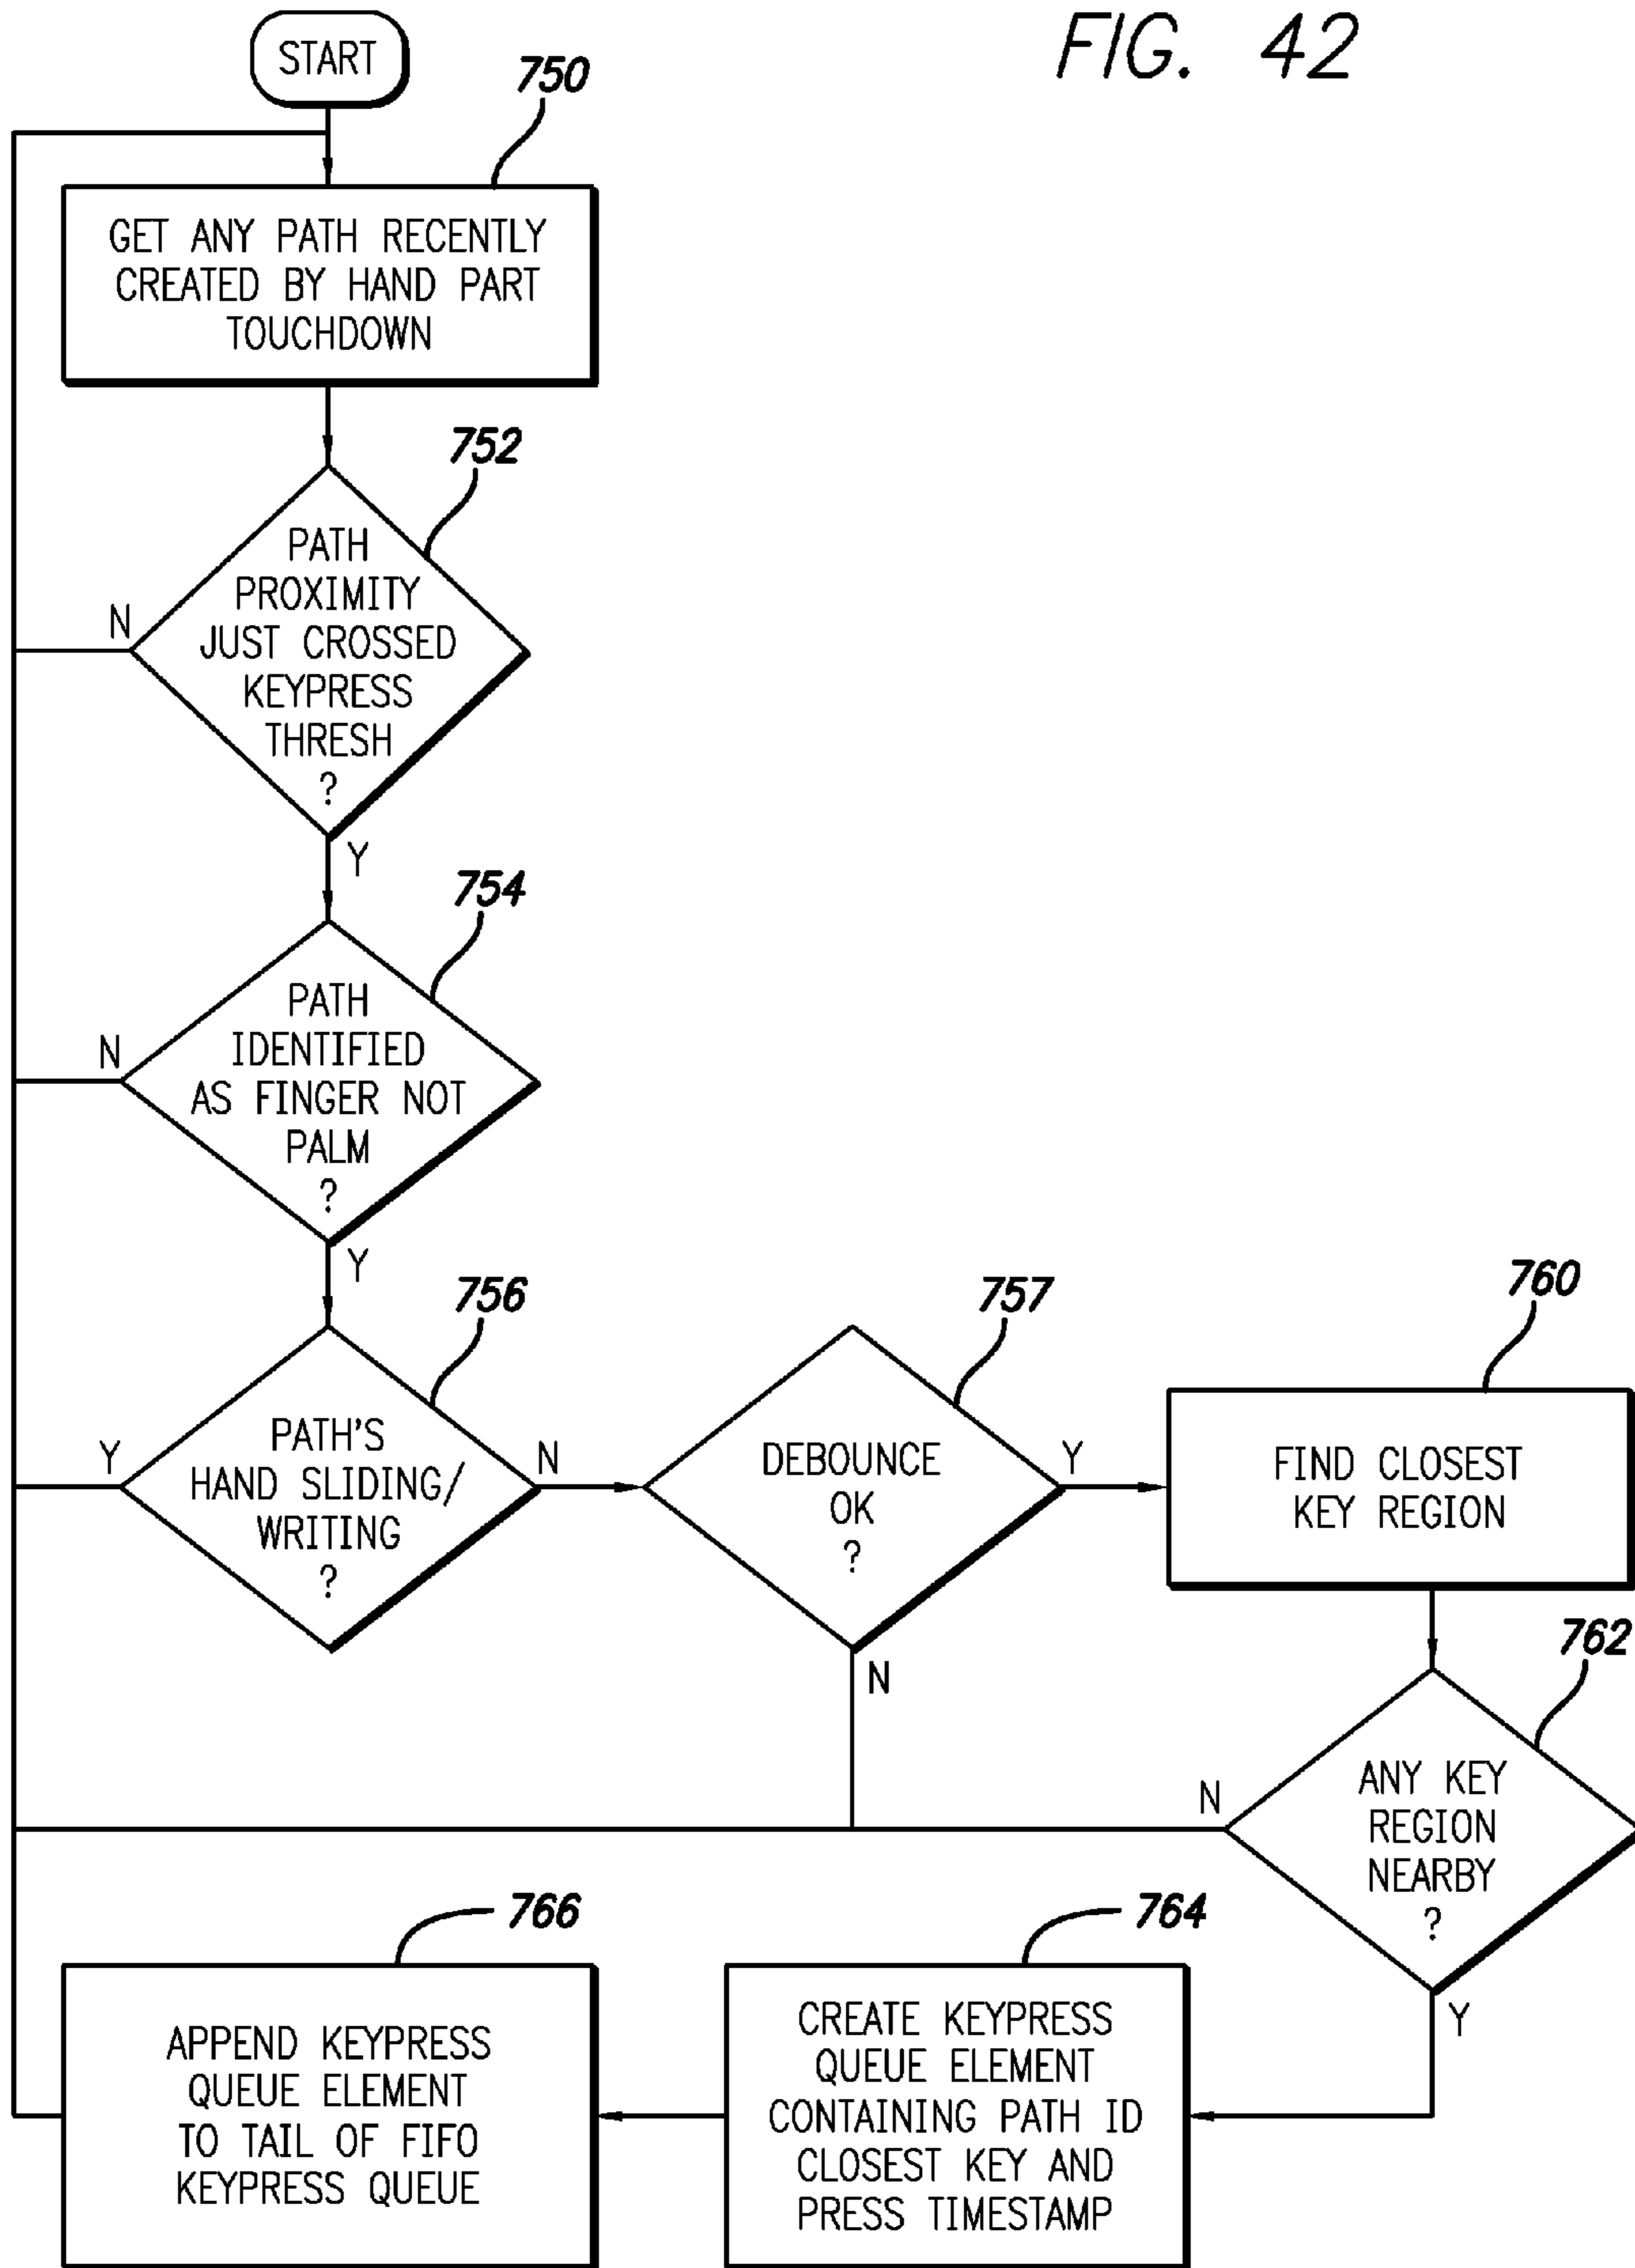 FIG. 42
START
750
GET ANY PATH RECENTLY
CREATED BY HAND PART
TOUCHDOWN
752
PATH
PROXIMITY
JUST CROSSED
KEYPRESS
THRESH
?
N
Y
754
PATH
IDENTIFIED
AS FINGER NOT
PALM
?
N
Y
756
PATH'S
HAND SLIDING/
WRITING
?
Y
N
757
DEBOUNCE
OK
?
Y
N
760
FIND CLOSEST
KEY REGION
762
ANY KEY
REGION
NEARBY
?
N
Y
764
CREATE KEYPRESS
QUEUE ELEMENT
CONTAINING PATH ID
CLOSEST KEY AND
PRESS TIMESTAMP
766
APPEND KEYPRESS
QUEUE ELEMENT
TO TAIL OF FIFO
KEYPRESS QUEUE